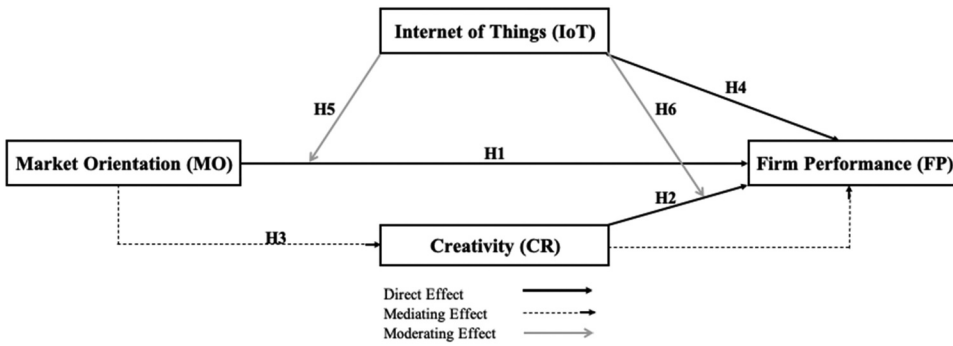 Internet of Things (IoT)
H4
H5
H6
Market Orientation (MO)
H1
Firm Performance (FP)
H2
H3
Creativity (CR)
Direct Effect
Mediating Effect
Moderating Effect